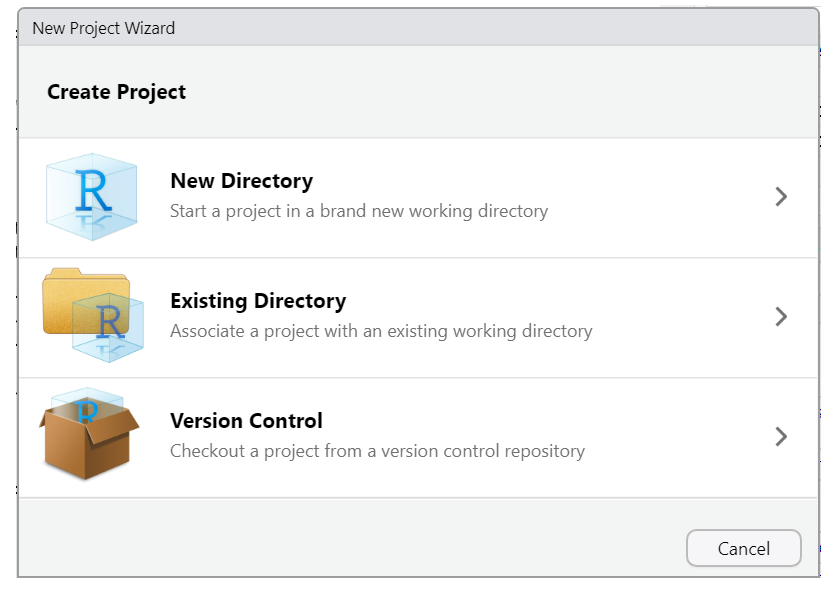 New Project Wizard
Create Project
R
New Directory
Start a project in a brand new working directory
R
Existing Directory
Associate a project with an existing working directory
R
Version Control
Checkout a project from a version control repository
Cancel